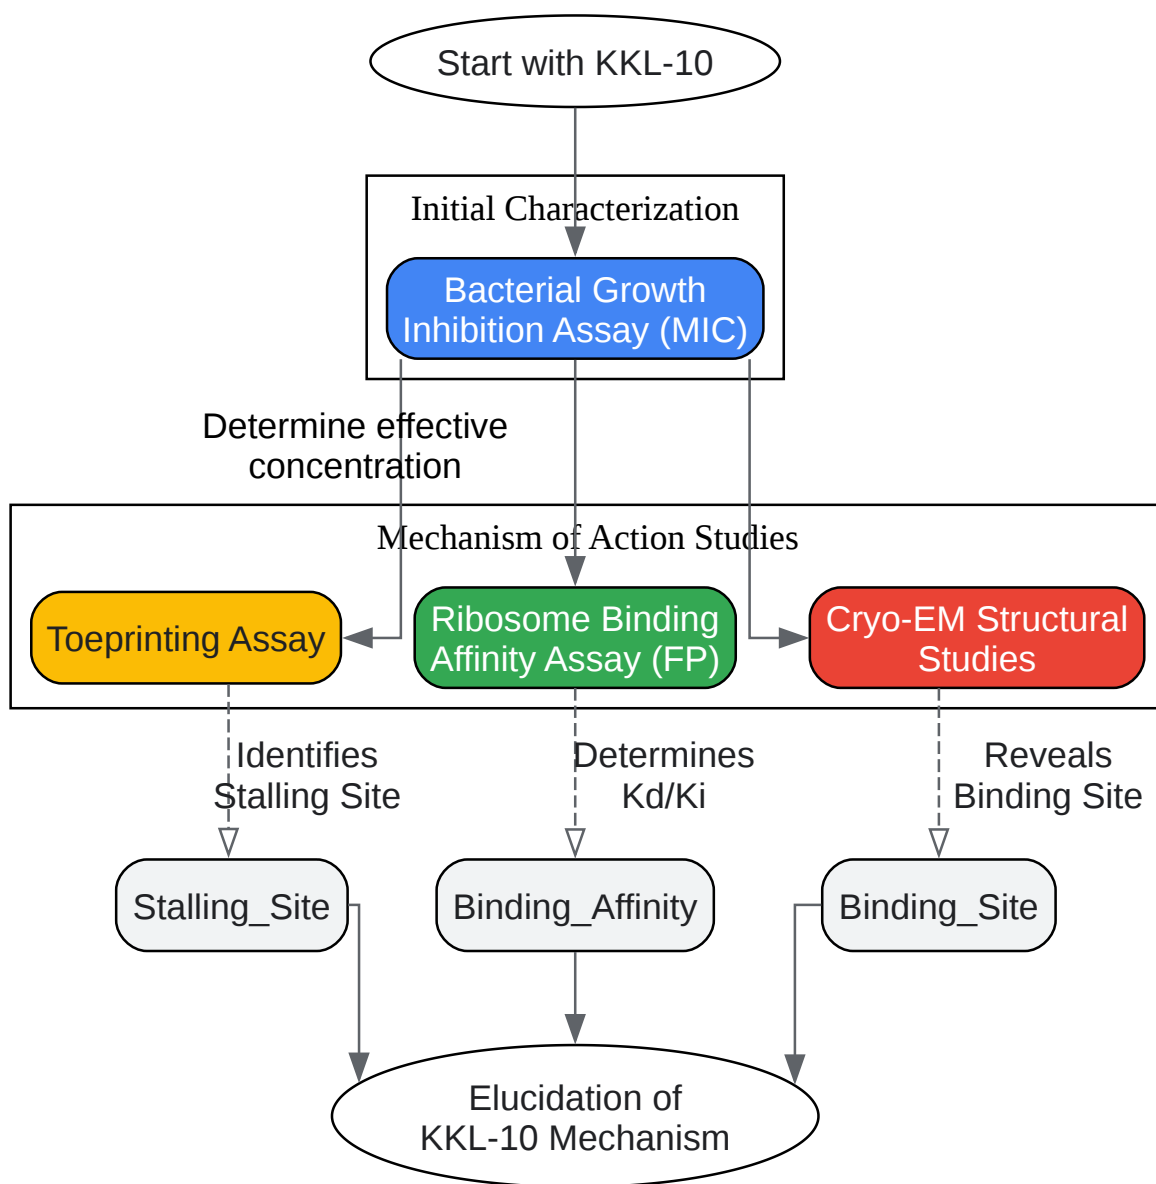 Start with KKL-10
Initial Characterization
Bacterial Growth
Inhibition Assay (MIC)
Determine effective
concentration
Mechanism of Action Studies
Toeprinting Assay
Ribosome Binding
Affinity Assay (FP)
Cryo-EM Structural
Studies
Identifies
Stalling Site
Determines
Kd/Ki
Reveals
Binding Site
Stalling_Site
Binding_Affinity
Binding_Site
Elucidation of
KKL-10 Mechanism